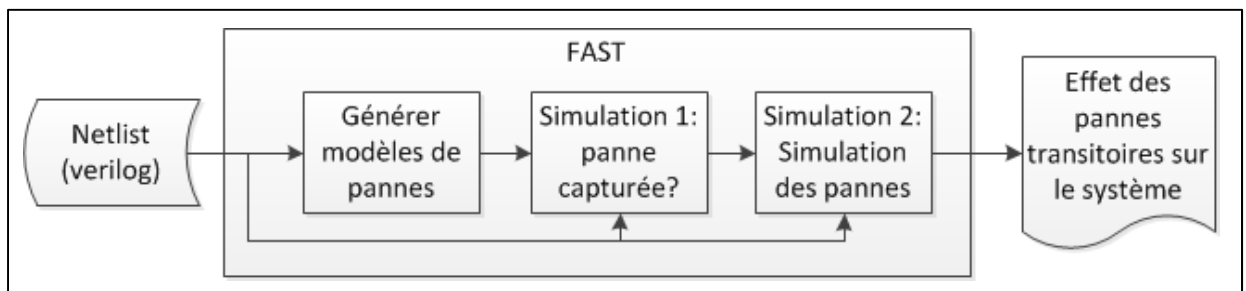 FAST
Netlist
(verilog)
Générer
modèles de
pannes
Simulation 1:
panne
capturée?
Simulation 2:
Simulation
des pannes
Effet des
pannes
transitoires sur
le système